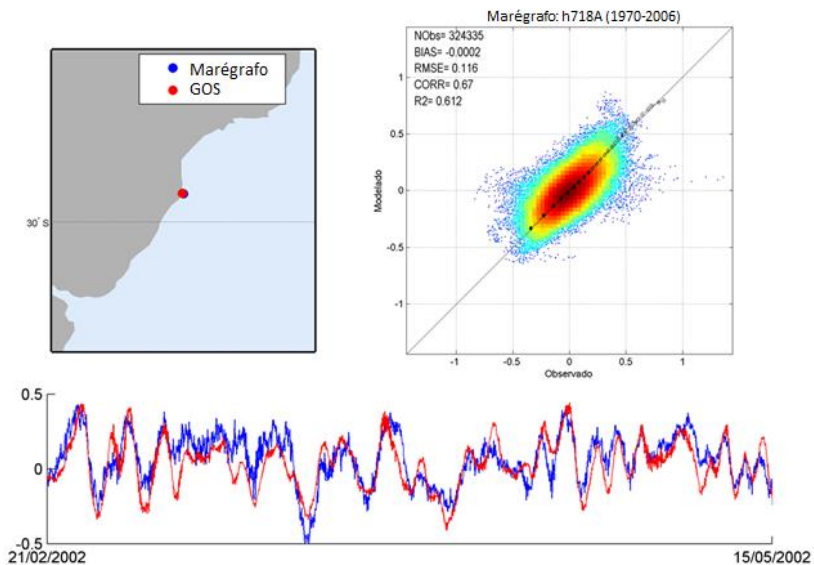 Marégrafo
GOS
30° S
Marégrafo: h718A (1970-2006)
NObs= 324335
BIAS= -0.0002
RMSE= 0.116
CORR= 0.67
R2= 0.612
1
0.5
0
-0.5
-1
Modelado
-1 -0.5 0 0.5 1
Observado
0.5
0
-0.5
21/02/2002 15/05/2002